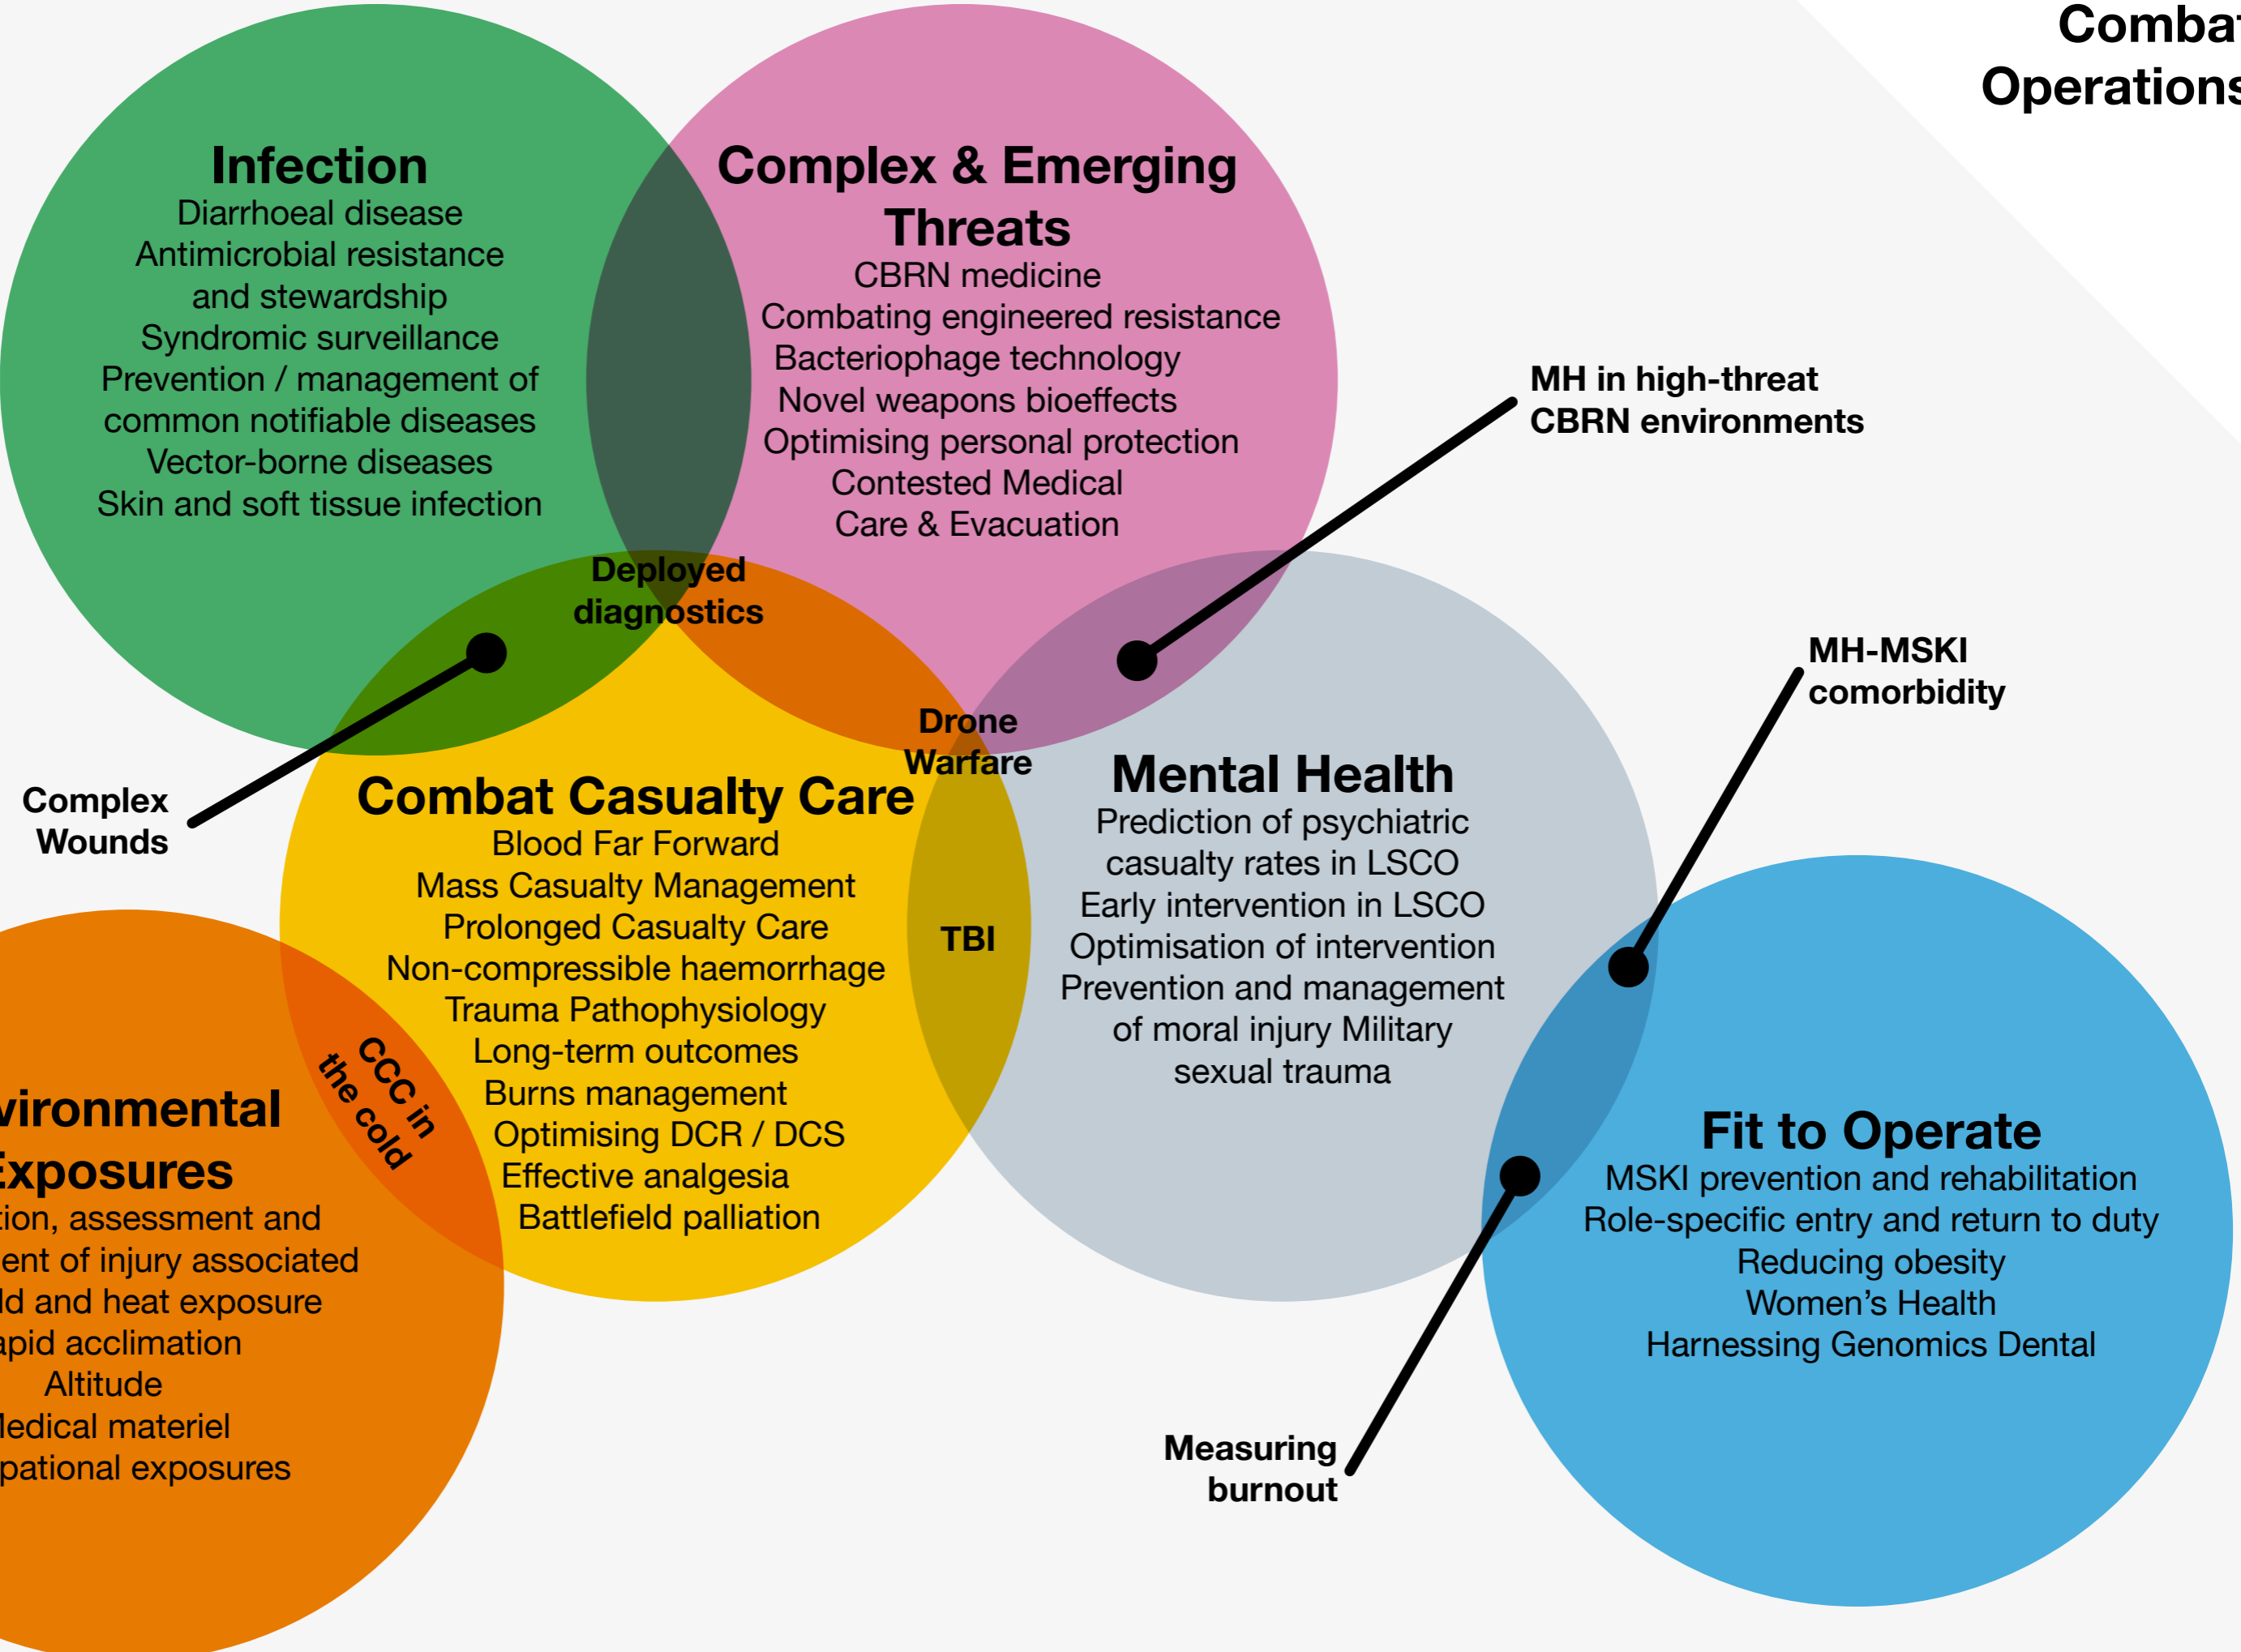 Combat
Operations
Infection
Diarrhoeal disease
Antimicrobial resistance
and stewardship
Syndromic surveillance
Prevention / management of
common notifiable diseases
Vector-borne diseases
Skin and soft tissue infection
Complex & Emerging
Threats
CBRN medicine
Combating engineered resistance
Bacteriophage technology
Novel weapons bioeffects
Optimising personal protection
Contested Medical
Care & Evacuation
MH in high-threat
CBRN environments
Deployed
diagnostics
MH-MSKI
comorbidity
Drone
Warfare
Complex
Wounds
Combat Casualty Care
Blood Far Forward
Mass Casualty Management
Prolonged Casualty Care
Non-compressible haemorrhage
Trauma Pathophysiology
Long-term outcomes
Burns management
Optimising DCR / DCS
Effective analgesia
Battlefield palliation
TBI
Mental Health
Prediction of psychiatric
casualty rates in LSCO
Early intervention in LSCO
Optimisation of intervention
Prevention and management
of moral injury Military
sexual trauma
CCC in
the cold
vironmental
Exposures
tion, assessment and
ent of injury associated
ld and heat exposure
apid acclimation
Altitude
Medical materiel
pational exposures
Fit to Operate
MSKI prevention and rehabilitation
Role-specific entry and return to duty
Reducing obesity
Women's Health
Harnessing Genomics Dental
Measuring
burnout